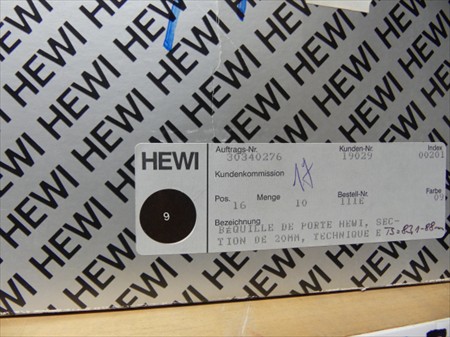 HEWI HEWI HEWI HEWI
HEWI
9
Auftrags-Nr. Kunden-Nr. Index
30340276 19029 00201
Kundenkommission
17
Pos. Menge Bestell-Nr. Farbe
16 10 111E 09
Bezeichnung
BEQUILLE DE PORTE HEWI, SEC-
TION DE 20MM, TECHNIQUE E